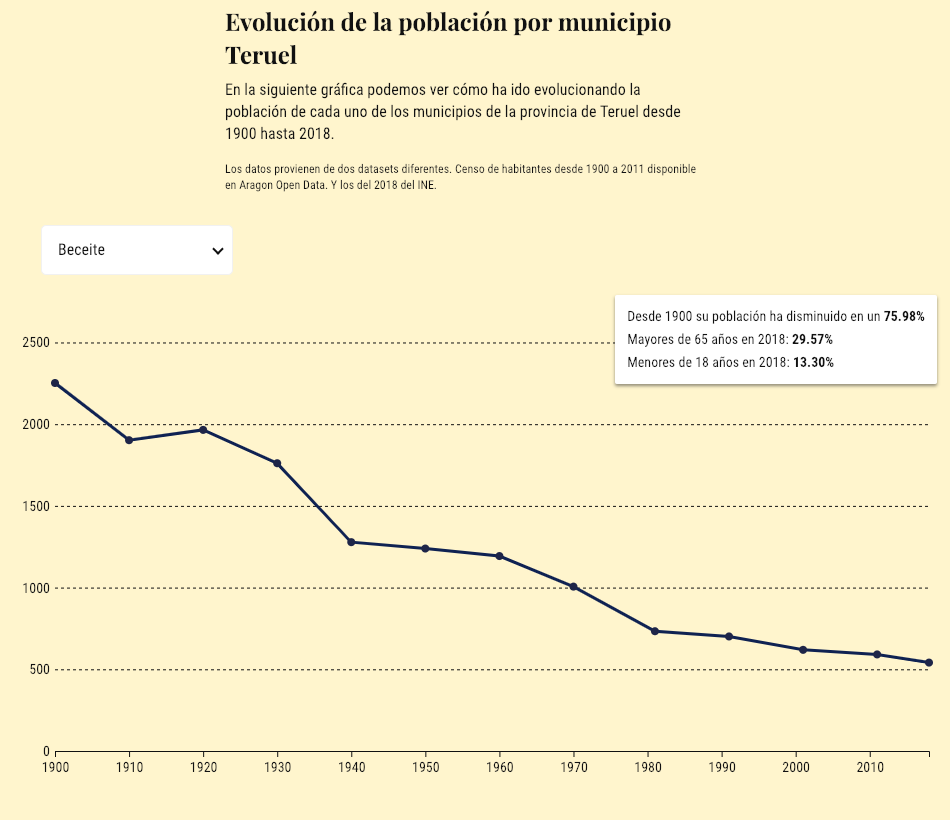 Evolución de la población por municipio
Teruel
En la siguiente gráfica podemos ver cómo ha ido evolucionando la
población de cada uno de los municipios de la provincia de Teruel desde
1900 hasta 2018.
Los datos provienen de dos datasets diferentes. Censo de habitantes desde 1900 a 2011 disponible
en Aragon Open Data. Y los del 2018 del INE.
Beceite
Desde 1900 su población ha disminuido en un 75.98%
Mayores de 65 años en 2018: 29.57%
Menores de 18 años en 2018: 13.30%
2500
2000
1500
1000
500
0
1900 1910 1920 1930 1940 1950 1960 1970 1980 1990 2000 2010